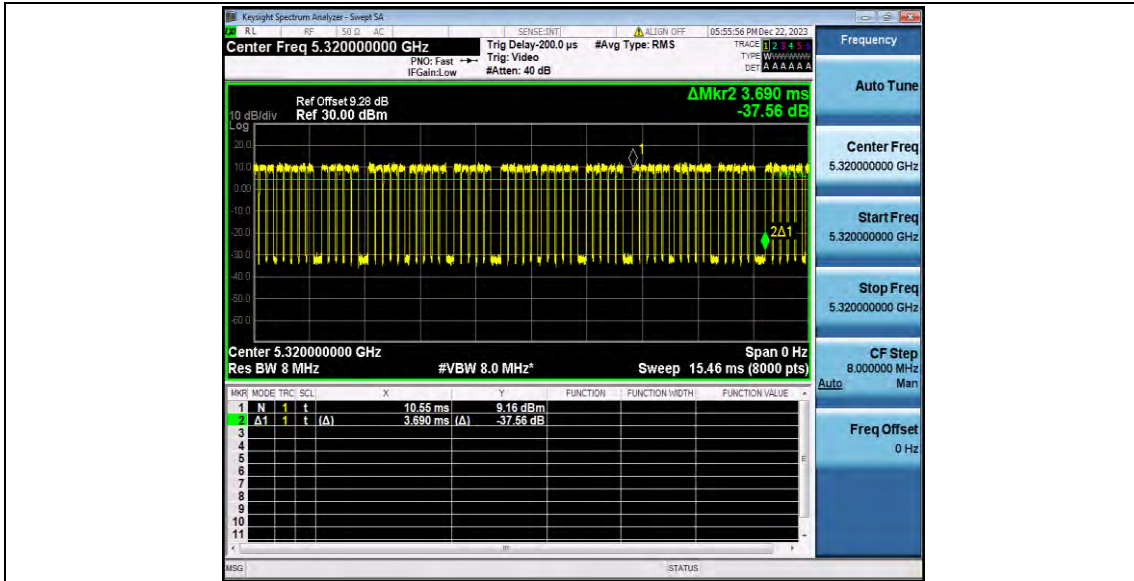 Keysight Spectrum Analyzer - Swept SA
RL RF 50 Ω AC SENSE:INT ALIGN OFF 05:55:56 PM Dec 22, 2023
Center Freq 5.320000000 GHz
PNO: Fast
IFGain:Low
Trig Delay-200.0 µs
Trig: Video
#Atten: 40 dB
#Avg Type: RMS
TRACE 1 2 3 4 5 6
TYPE W
DET A A A A A A
Ref Offset 9.28 dB
10 dB/div Ref 30.00 dBm
Log
ΔMkr2 3.690 ms
-37.56 dB
20.0
10.0
0.00
-10.0
-20.0
-30.0
-40.0
-50.0
-60.0
1
2Δ1
Center 5.320000000 GHz Span 0 Hz
Res BW 8 MHz #VBW 8.0 MHz* Sweep 15.46 ms (8000 pts)
MKR MODE TRC SCL X Y FUNCTION FUNCTION WIDTH FUNCTION VALUE
1 N 1 t 10.55 ms 9.16 dBm
2 Δ1 1 t (Δ) 3.690 ms (Δ) -37.56 dB
3
4
5
6
7
8
9
10
11
MSG STATUS
Frequency
Auto Tune
Center Freq
5.320000000 GHz
Start Freq
5.320000000 GHz
Stop Freq
5.320000000 GHz
CF Step
8.000000 MHz
Auto Man
Freq Offset
0 Hz